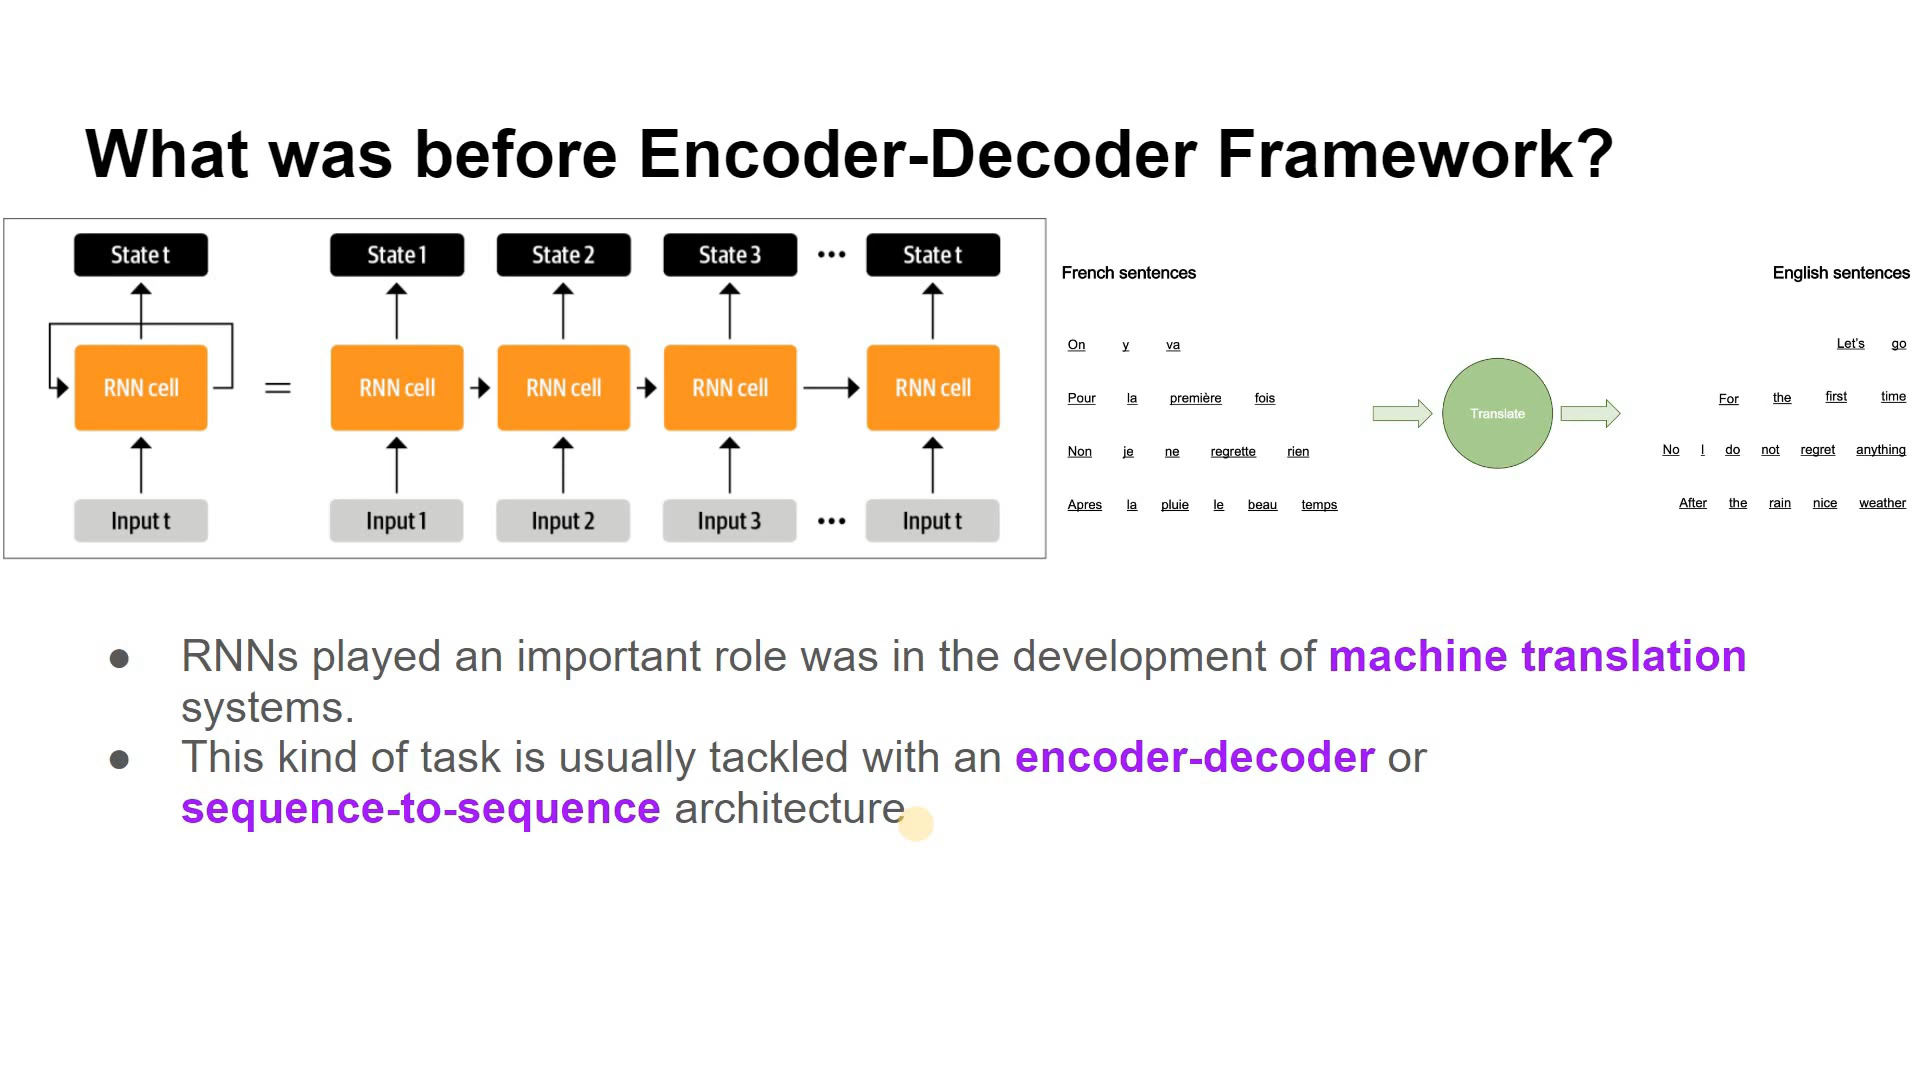 What was before Encoder-Decoder Framework?
State t
State 1 State 2 State 3 ••• State t
RNN cell
=
RNN cell RNN cell RNN cell RNN cell
Input t
Input 1 Input 2 Input 3 ••• Input t
French sentences
On y va
Pour la première fois
Non je ne regrette rien
Apres la pluie le beau temps
Translate
English sentences
Let's go
For the first time
No I do not regret anything
After the rain nice weather
● RNNs played an important role was in the development of machine translation
systems.
● This kind of task is usually tackled with an encoder-decoder or
sequence-to-sequence architecture